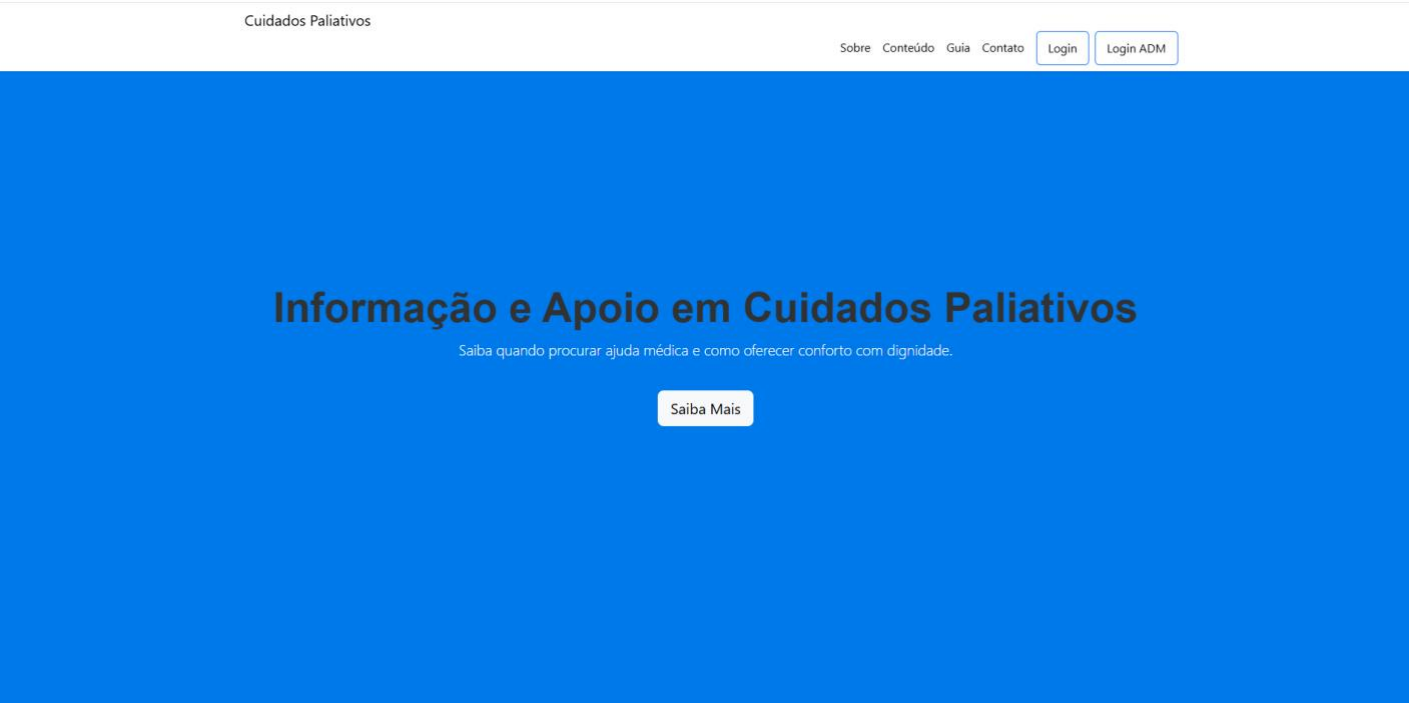 Cuidados Paliativos
Sobre Conteúdo Guia Contato Login Login ADM
Informação e Apoio em Cuidados Paliativos
Saiba quando procurar ajuda médica e como oferecer conforto com dignidade.
Saiba Mais